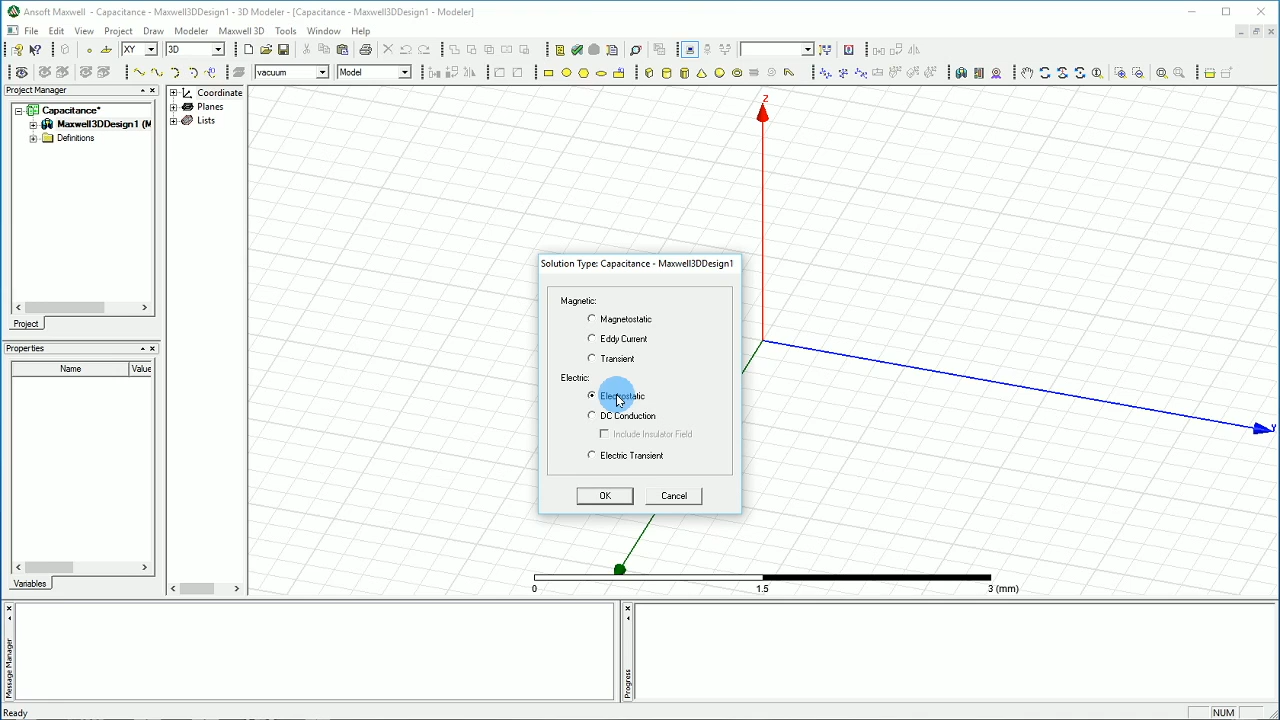 Ansoft Maxwell - Capacitance - Maxwell3DDesign1 - 3D Modeler - [Capacitance - Maxwell3DDesign1 - Modeler]
File Edit View Project Draw Modeler Maxwell 3D Tools Window Help
XY 3D
vacuum Model
Project Manager
Capacitance*
Maxwell3DDesign1 (M
Definitions
Project
Coordinate
Planes
Lists
Properties
Name Value
Variables
Z
Solution Type: Capacitance - Maxwell3DDesign1
Magnetic:
Magnetostatic
Eddy Current
Transient
Electric:
Electrostatic
DC Conduction
Include Insulator Field
Electric Transient
OK Cancel
Y
0 1.5 3 (mm)
Message Manager
Progress
Ready NUM